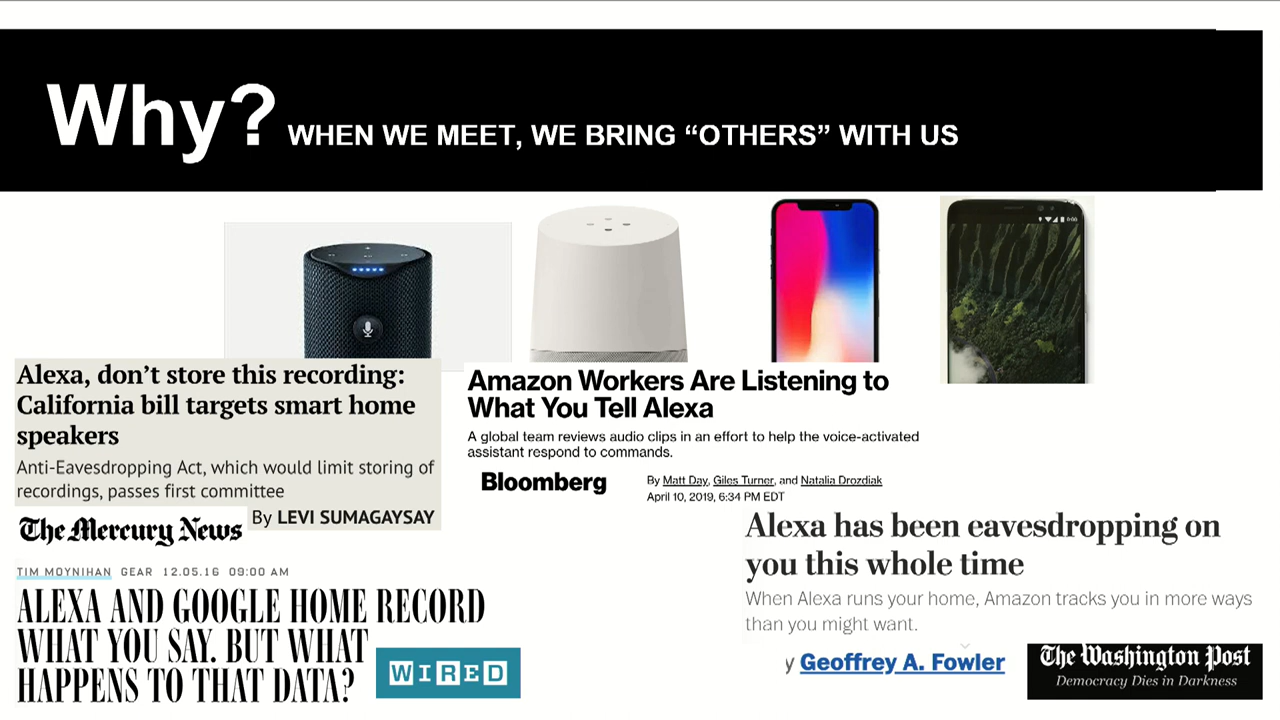 Why? WHEN WE MEET, WE BRING “OTHERS” WITH US
Alexa, don’t store this recording:
California bill targets smart home
speakers
Anti-Eavesdropping Act, which would limit storing of
recordings, passes first committee
By LEVI SUMAGAYSAY
The Mercury News
Amazon Workers Are Listening to
What You Tell Alexa
A global team reviews audio clips in an effort to help the voice-activated
assistant respond to commands.
Bloomberg
By Matt Day, Giles Turner, and Natalia Drozdiak
April 10, 2019, 6:34 PM EDT
TIM MOYNIHAN GEAR 12.05.16 09:00 AM
ALEXA AND GOOGLE HOME RECORD
WHAT YOU SAY. BUT WHAT
HAPPENS TO THAT DATA?
WIRED
Alexa has been eavesdropping on
you this whole time
When Alexa runs your home, Amazon tracks you in more ways
than you might want.
y Geoffrey A. Fowler
The Washington Post
Democracy Dies in Darkness